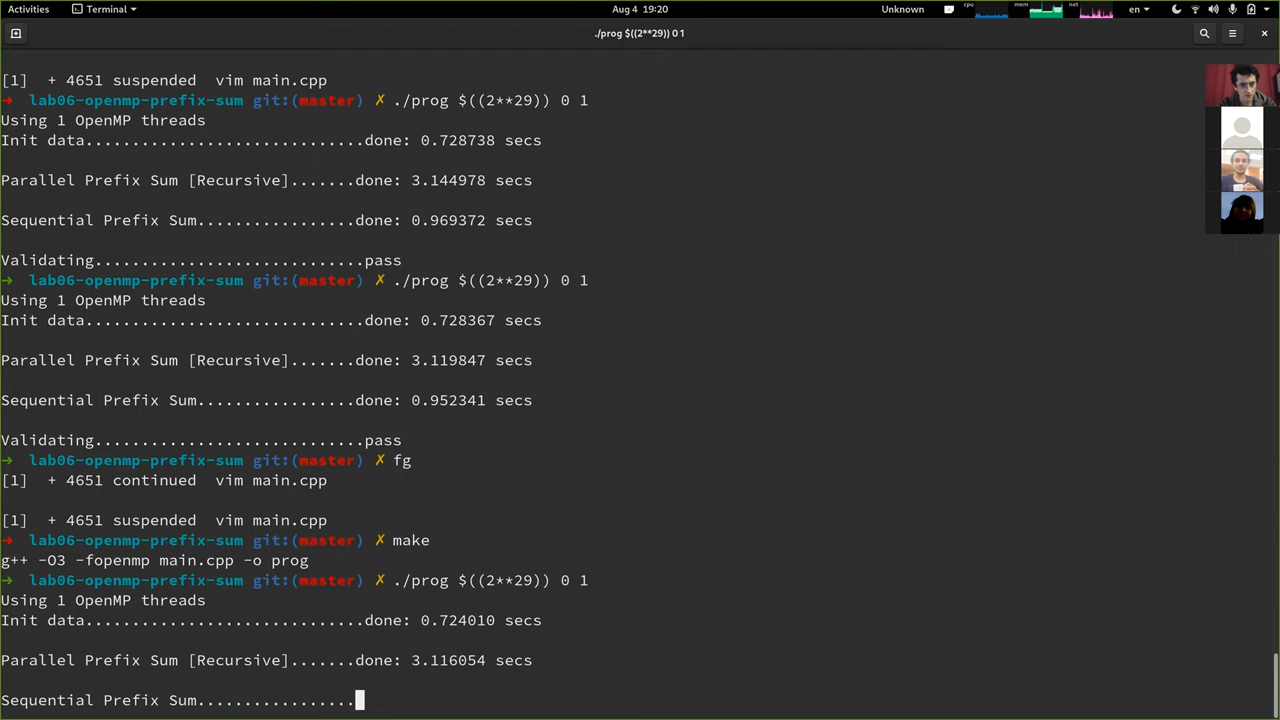 Activities Terminal Aug 4 19:20 Unknown cpu mem net en
./prog $((2**29)) 0 1
[1]  + 4651 suspended  vim main.cpp
➜  lab06-openmp-prefix-sum git:(master) ✗ ./prog $((2**29)) 0 1
Using 1 OpenMP threads
Init data..............................done: 0.728738 secs
Parallel Prefix Sum [Recursive].......done: 3.144978 secs
Sequential Prefix Sum.................done: 0.969372 secs
Validating.............................pass
➜  lab06-openmp-prefix-sum git:(master) ✗ ./prog $((2**29)) 0 1
Using 1 OpenMP threads
Init data..............................done: 0.728367 secs
Parallel Prefix Sum [Recursive].......done: 3.119847 secs
Sequential Prefix Sum.................done: 0.952341 secs
Validating.............................pass
➜  lab06-openmp-prefix-sum git:(master) ✗ fg
[1]  + 4651 continued  vim main.cpp
[1]  + 4651 suspended  vim main.cpp
➜  lab06-openmp-prefix-sum git:(master) ✗ make
g++ -O3 -fopenmp main.cpp -o prog
➜  lab06-openmp-prefix-sum git:(master) ✗ ./prog $((2**29)) 0 1
Using 1 OpenMP threads
Init data..............................done: 0.724010 secs
Parallel Prefix Sum [Recursive].......done: 3.116054 secs
Sequential Prefix Sum.................